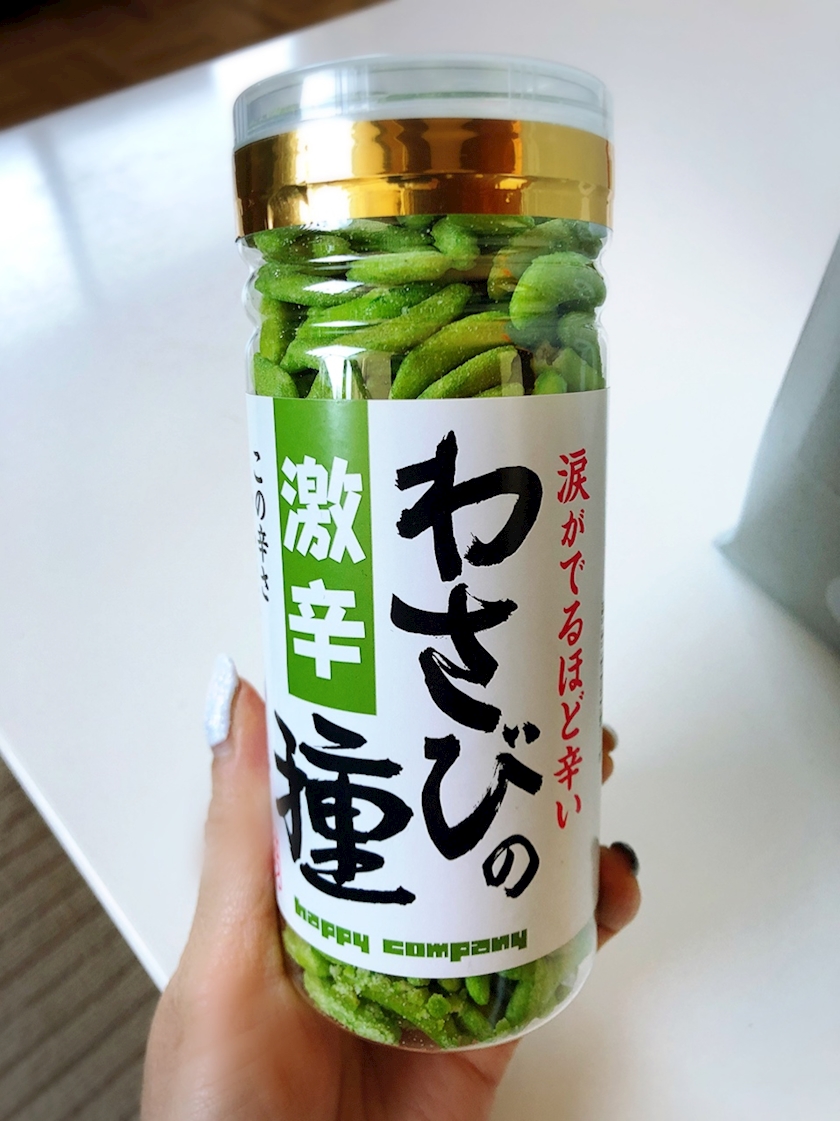 涙がでるほど辛い
わさびの
種
激辛
この辛さ
happy company